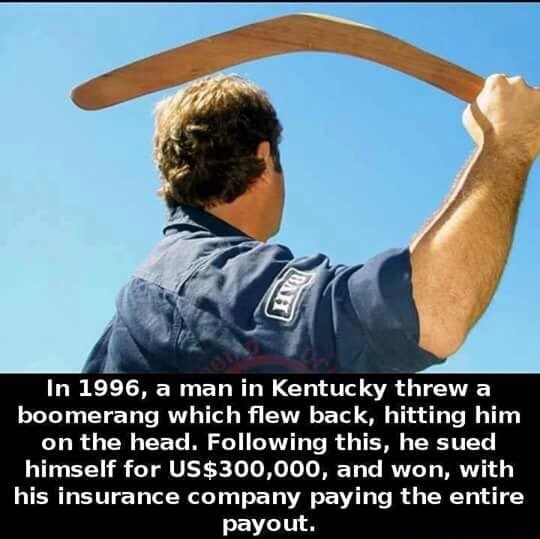 In 1996, a man in Kentucky threw a
boomerang which flew back, hitting him
on the head. Following this, he sued
himself for US$300,000, and won, with
his insurance company paying the entire
payout.